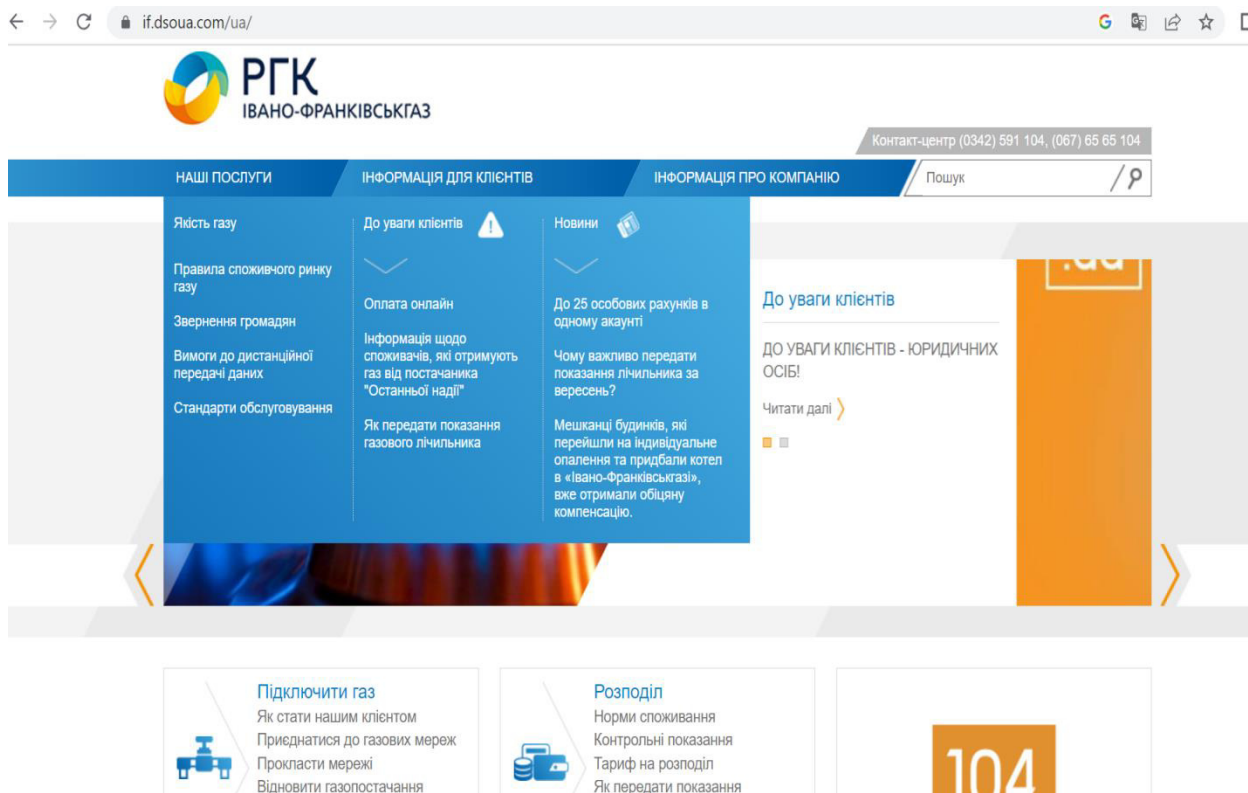 if.dsoua.com/ua/
РГК
ІВАНО-ФРАНКІВСЬКГАЗ
Контакт-центр (0342) 591 104, (067) 65 65 104
НАШІ ПОСЛУГИ
ІНФОРМАЦІЯ ДЛЯ КЛІЄНТІВ
ІНФОРМАЦІЯ ПРО КОМПАНІЮ
Пошук
Якість газу
Правила споживчого ринку
газу
Звернення громадян
Вимоги до дистанційної
передачі даних
Стандарти обслуговування
До уваги клієнтів
Оплата онлайн
Інформація щодо
споживачів, які отримують
газ від постачаника
"Останньої надії"
Як передати показання
газового лічильника
Новини
До 25 особових рахунків в
одному акаунті
Чому важливо передати
показання лічильника за
вересень?
Мешканці будинків, які
перейшли на індивідуальне
опалення та придбали котел
в «Івано-Франківськгазі»,
вже отримали обіцяну
компенсацію.
До уваги клієнтів
ДО УВАГИ КЛІЄНТІВ - ЮРИДИЧНИХ
ОСІБ!
Читати далі
Підключити газ
Як стати нашим клієнтом
Приєднатися до газових мереж
Прокласти мережі
Відновити газопостачання
Розподіл
Норми споживання
Контрольні показання
Тариф на розподіл
Як передати показання
104